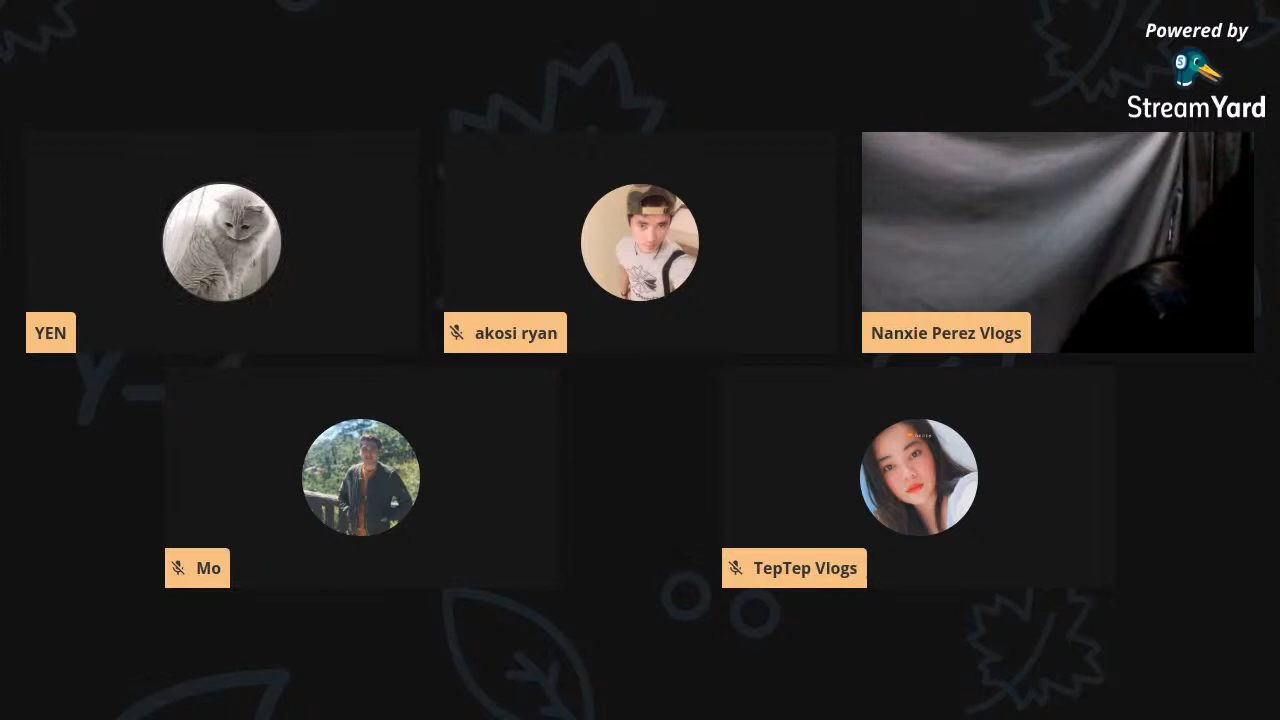 Powered by
StreamYard
YEN
akosi ryan
Nanxie Perez Vlogs
Mo
TepTep Vlogs